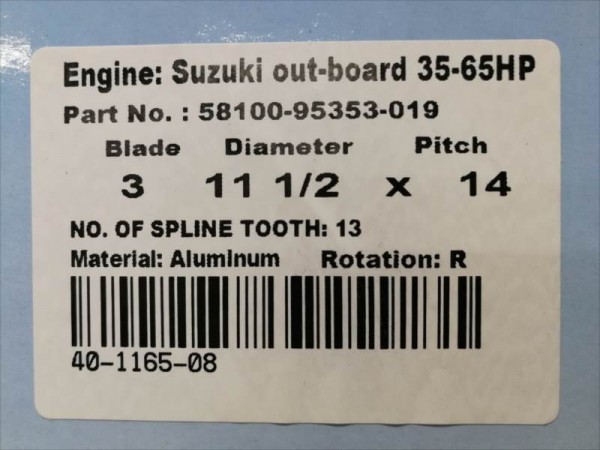 Engine: Suzuki out-board 35-65HP
Part No. : 58100-95353-019
Blade Diameter Pitch
3 11 1/2 x 14
NO. OF SPLINE TOOTH: 13
Material: Aluminum Rotation: R
40-1165-08